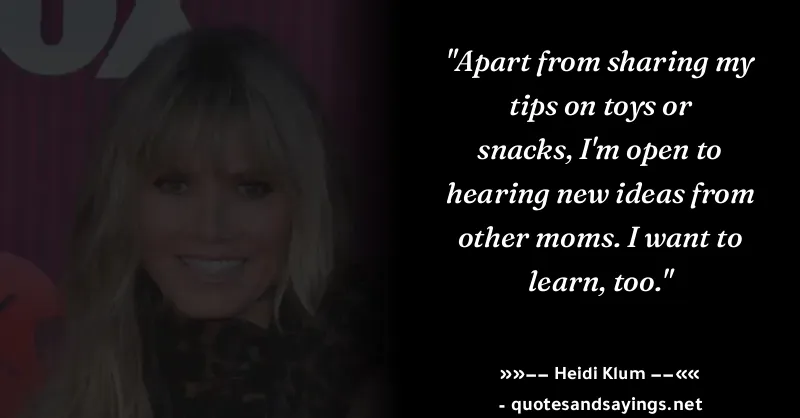 "Apart from sharing my
tips on toys or
snacks, I'm open to
hearing new ideas from
other moms. I want to
learn, too."
»»–– Heidi Klum ––««
- quotesandsayings.net